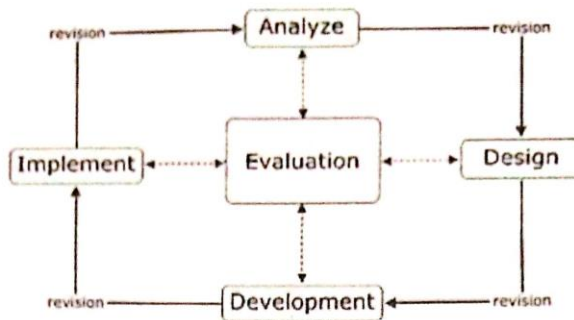 revision Analyze revision
Implement Evaluation Design
revision Development revision